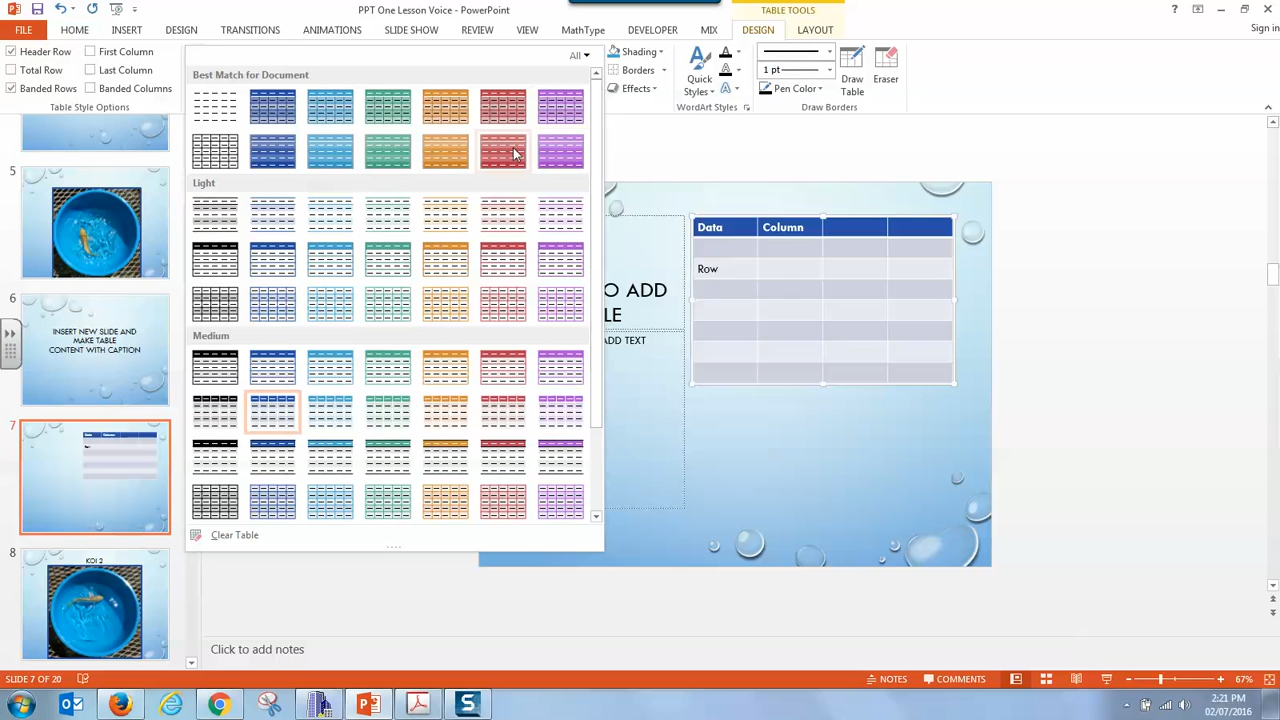 PPT One Lesson Voice - PowerPoint
TABLE TOOLS
FILE HOME INSERT DESIGN TRANSITIONS ANIMATIONS SLIDE SHOW REVIEW VIEW MathType DEVELOPER MIX DESIGN LAYOUT Sign in
Header Row First Column
Total Row Last Column
Banded Rows Banded Columns
Table Style Options
All
Shading
Borders
Effects
Quick Styles
WordArt Styles
1 pt
Pen Color
Draw Table
Eraser
Draw Borders
Best Match for Document
Light
Medium
Clear Table
5
6
INSERT NEW SLIDE AND
MAKE TABLE
CONTENT WITH CAPTION
7
Data Column
Row
8
KOI 2
O ADD
LE
ADD TEXT
Data Column
Row
Click to add notes
SLIDE 7 OF 20
NOTES COMMENTS 67%
2:21 PM
02/07/2016